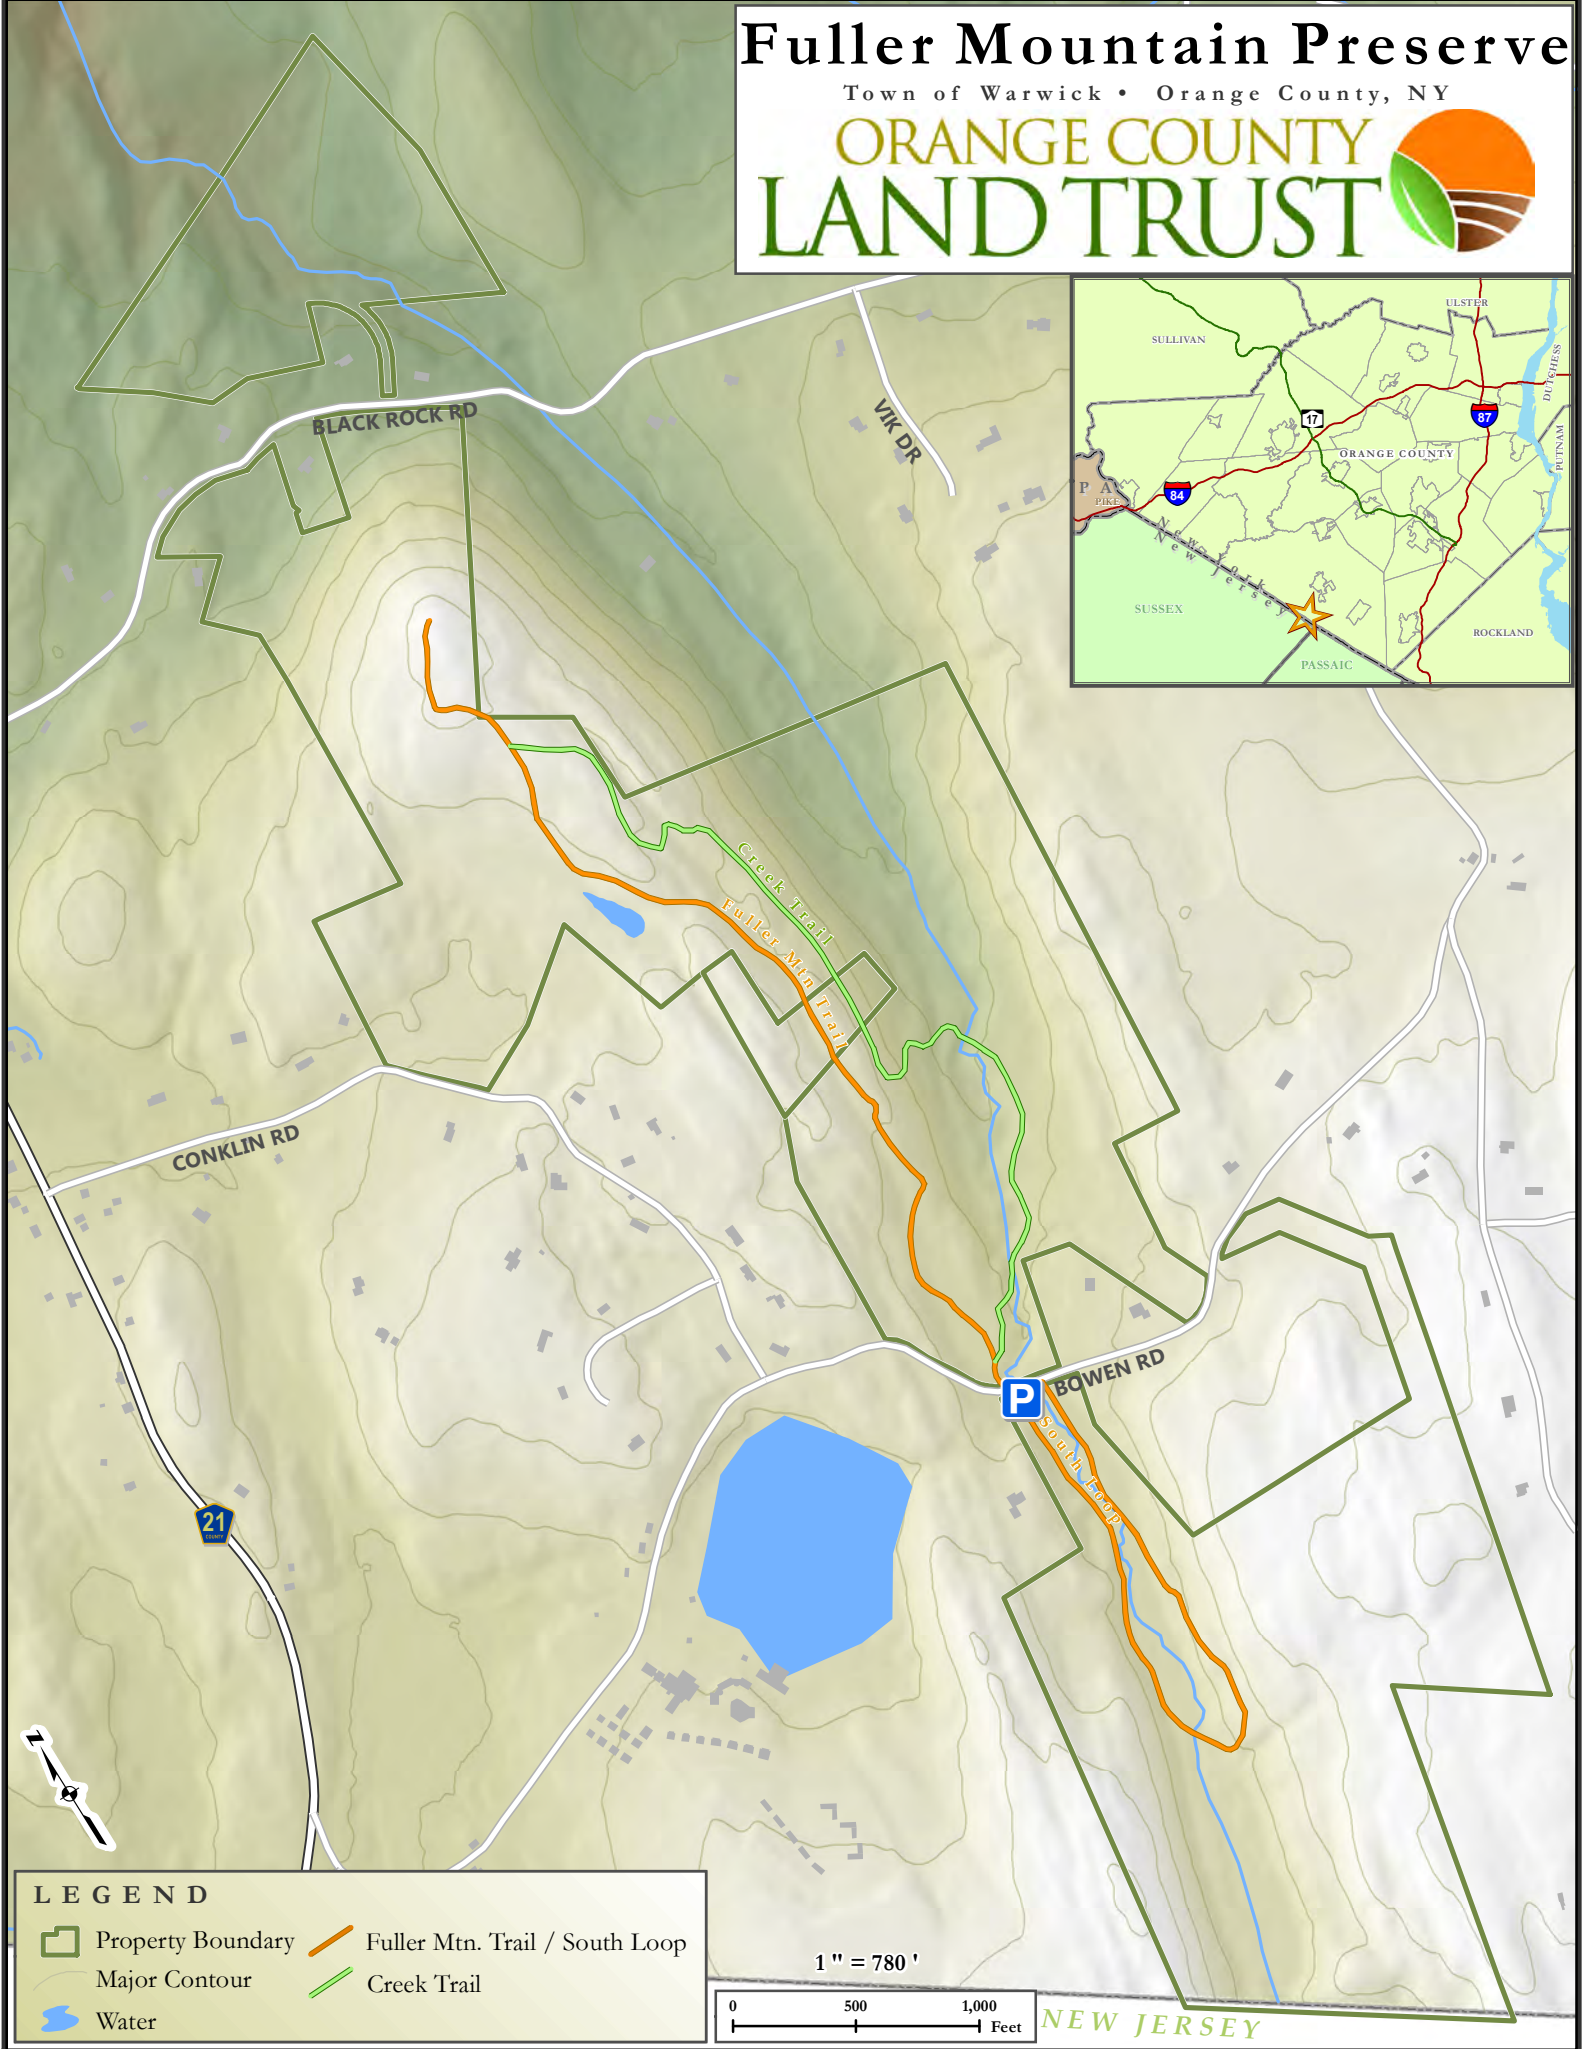 Fuller Mountain Preserve
Town of Warwick • Orange County, NY
ORANGE COUNTY
LAND TRUST
ULSTER
SULLIVAN
DUTCHESS
17
87
ORANGE COUNTY
PUTNAM
PA
PIKE
84
New York
New Jersey
SUSSEX
ROCKLAND
PASSAIC
BLACK ROCK RD
VIK DR
Creek Trail
Fuller Mtn Trail
CONKLIN RD
BOWEN RD
P
South Loop
21
COUNTY
N
LEGEND
Property Boundary
Fuller Mtn. Trail / South Loop
Major Contour
Creek Trail
Water
1 " = 780 '
0 500 1,000
Feet
NEW JERSEY